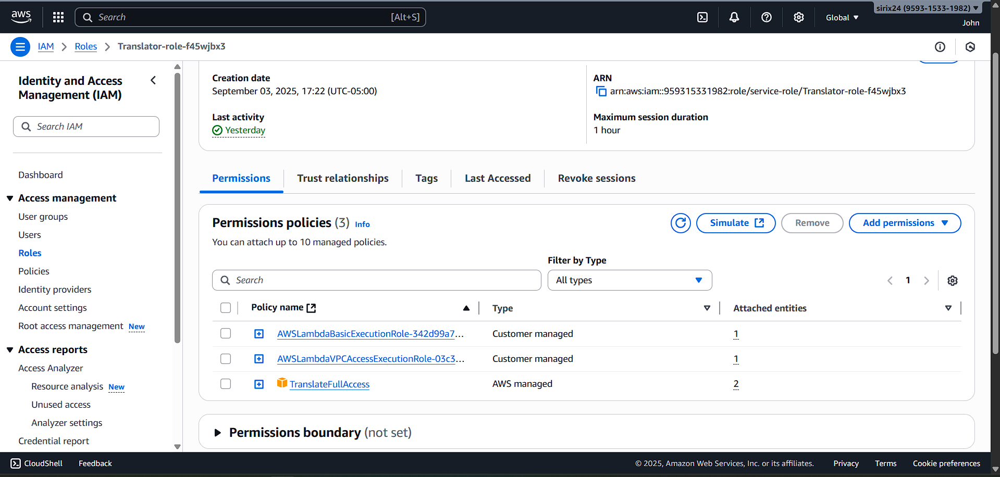 aws
Search
[Alt+S]
Global
sirix24 (9593-1533-1982)
John
IAM
Roles
Translator-role-f45wjbx3
Identity and Access
Management (IAM)
Search IAM
Dashboard
Access management
User groups
Users
Roles
Policies
Identity providers
Account settings
Root access management New
Access reports
Access Analyzer
Resource analysis New
Unused access
Analyzer settings
Credential report
Creation date
September 03, 2025, 17:22 (UTC-05:00)
Last activity
Yesterday
ARN
arn:aws:iam::959315331982:role/service-role/Translator-role-f45wjbx3
Maximum session duration
1 hour
Permissions
Trust relationships
Tags
Last Accessed
Revoke sessions
Permissions policies (3) Info
You can attach up to 10 managed policies.
Simulate
Remove
Add permissions
Filter by Type
Search
All types
1
Policy name Type Attached entities
AWSLambdaBasicExecutionRole-342d99a7... Customer managed 1
AWSLambdaVPCAccessExecutionRole-03c3... Customer managed 1
TranslateFullAccess AWS managed 2
Permissions boundary (not set)
CloudShell
Feedback
© 2025, Amazon Web Services, Inc. or its affiliates.
Privacy
Terms
Cookie preferences